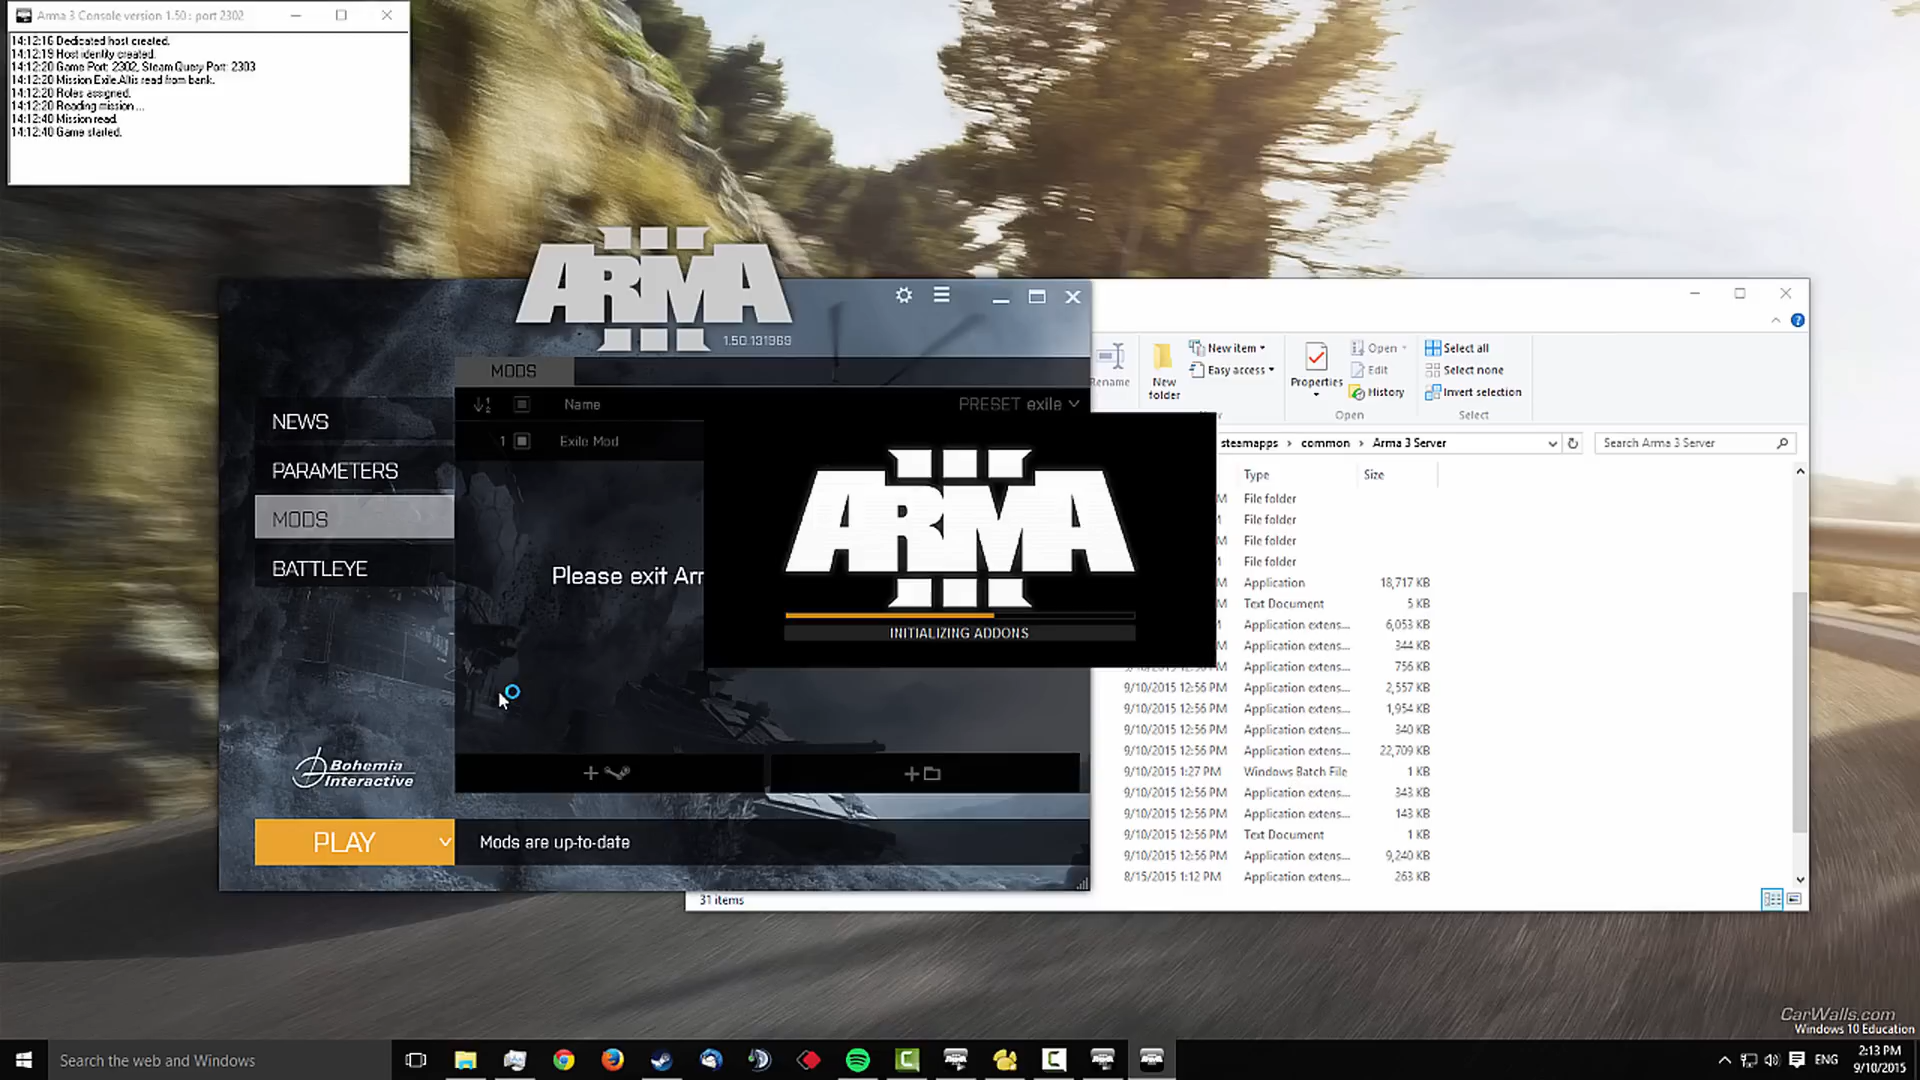 Arma 3 Console version 1.50 : port 2302
14:12:16 Dedicated host created.
14:12:19 Host identity created.
14:12:20 Game Port: 2302, Steam Query Port: 2303
14:12:20 Mission Exile.Altis read from bank.
14:12:20 Roles assigned.
14:12:20 Reading mission ...
14:12:40 Mission read.
14:12:40 Game started.
ARMA III
1.50.131969
MODS
Name
PRESET exile
1 Exile Mod
NEWS
PARAMETERS
MODS
BATTLEYE
Please exit Arr
Bohemia
Interactive
PLAY
Mods are up-to-date
ARMA III
INITIALIZING ADDONS
Rename
New folder
New item
Easy access
Properties
Open
Edit
History
Open
Select all
Select none
Invert selection
Select
steamapps > common > Arma 3 Server
Search Arma 3 Server
Type Size
M File folder
File folder
File folder
File folder
M Application 18,717 KB
M Text Document 5 KB
M Application extens... 6,053 KB
M Application extens... 344 KB
Application extens... 756 KB
9/10/2015 12:56 PM Application extens... 2,557 KB
9/10/2015 12:56 PM Application extens... 1,954 KB
9/10/2015 12:56 PM Application extens... 340 KB
9/10/2015 12:56 PM Application extens... 22,709 KB
9/10/2015 1:27 PM Windows Batch File 1 KB
9/10/2015 12:56 PM Application extens... 343 KB
9/10/2015 12:56 PM Application extens... 143 KB
9/10/2015 12:56 PM Text Document 1 KB
9/10/2015 12:56 PM Application extens... 9,240 KB
8/15/2015 1:12 PM Application extens... 263 KB
31 items
CarWalls.com
Windows 10 Education
Search the web and Windows
ENG
2:13 PM
9/10/2015